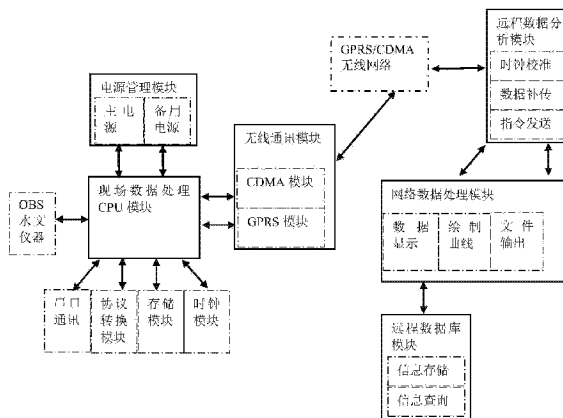 远程数据分
析模块
时钟校准
数据补传
指令发送
GPRS/CDMA
无线网络
电源管理模块
主电
源
备用
电源
无线通讯模块
CDMA 模块
GPRS 模块
现场数据处理
CPU 模块
OBS
水文
仪器
通讯
协议
转换
模块
存储
模块
时钟
模块
网络数据处理模块
数据
显示
绘制
曲线
文件
输出
远程数据库
模块
信息存储
信息查询